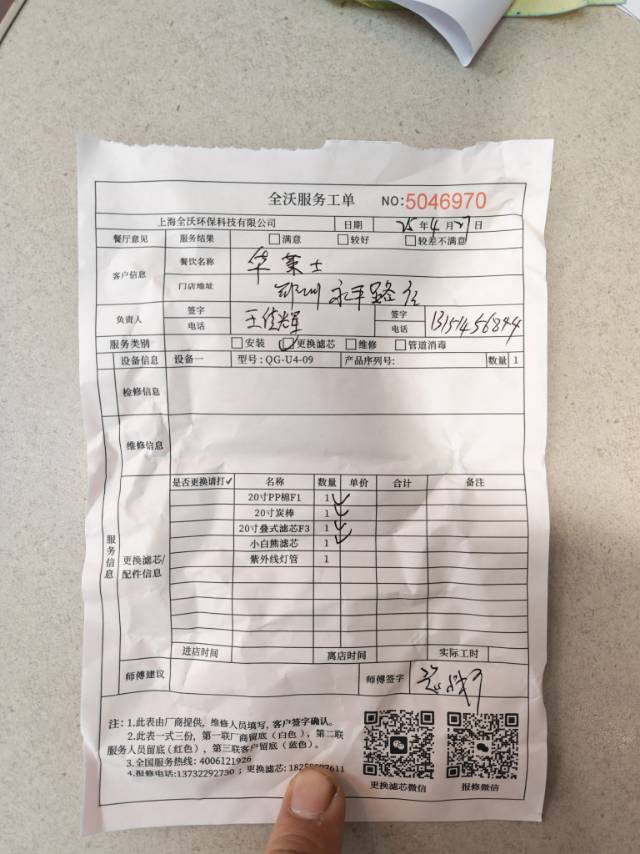 全沃服务工单 NO:5046970
上海全沃环保科技有限公司 日期 25年4月27日
餐厅意见 服务结果 □满意 □较好 □较差不满意
客户信息 餐饮名称 华莱士
门店地址 郑州永平路店
负责人 签字 王佳辉 签字
电话 电话 13151456844
服务类别 □安装 □更换滤芯 □维修 □管道消毒
设备信息 设备一 型号:QG-U4-09 产品序列号: 数量 1
检修信息
维修信息
服务信息
更换滤芯/配件信息
是否更换请打✓ 名称 数量 单价 合计 备注
20寸PP棉F1 1 ✓
20寸炭棒 1 ✓
20寸叠式滤芯F3 1 ✓
小白熊滤芯 1 ✓
紫外线灯管 1
进店时间 离店时间 实际工时
师傅建议 师傅签字
注：1.此表由厂商提供，维修人员填写，客户签字确认。
2.此表一式三份，第一联厂商留底（白色），第二联
服务人员留底(红色），第三联客户留底（蓝色）。
3.全国服务热线：4006121926
4.报修电话:13732292730；更换滤芯:
更换滤芯微信 报修微信